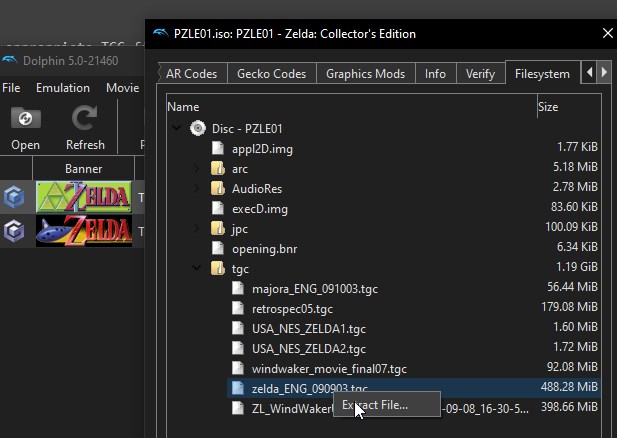 PZLE01.iso: PZLE01 - Zelda: Collector's Edition
Dolphin 5.0-21460
File Emulation Movie
Open Refresh
Banner
ZELDA T
ZELDA T
AR Codes Gecko Codes Graphics Mods Info Verify Filesystem
Name Size
Disc - PZLE01
appl2D.img 1.77 KiB
arc 5.18 MiB
AudioRes 2.78 MiB
execD.img 83.60 KiB
jpc 100.09 KiB
opening.bnr 6.34 KiB
tgc 1.19 GiB
majora_ENG_091003.tgc 56.44 MiB
retrospec05.tgc 179.08 MiB
USA_NES_ZELDA1.tgc 1.60 MiB
USA_NES_ZELDA2.tgc 1.72 MiB
windwaker_movie_final07.tgc 92.08 MiB
zelda_ENG_090903.tgc 488.28 MiB
Extract File...
ZL_WindWaker -09-08_16-30-5... 398.66 MiB